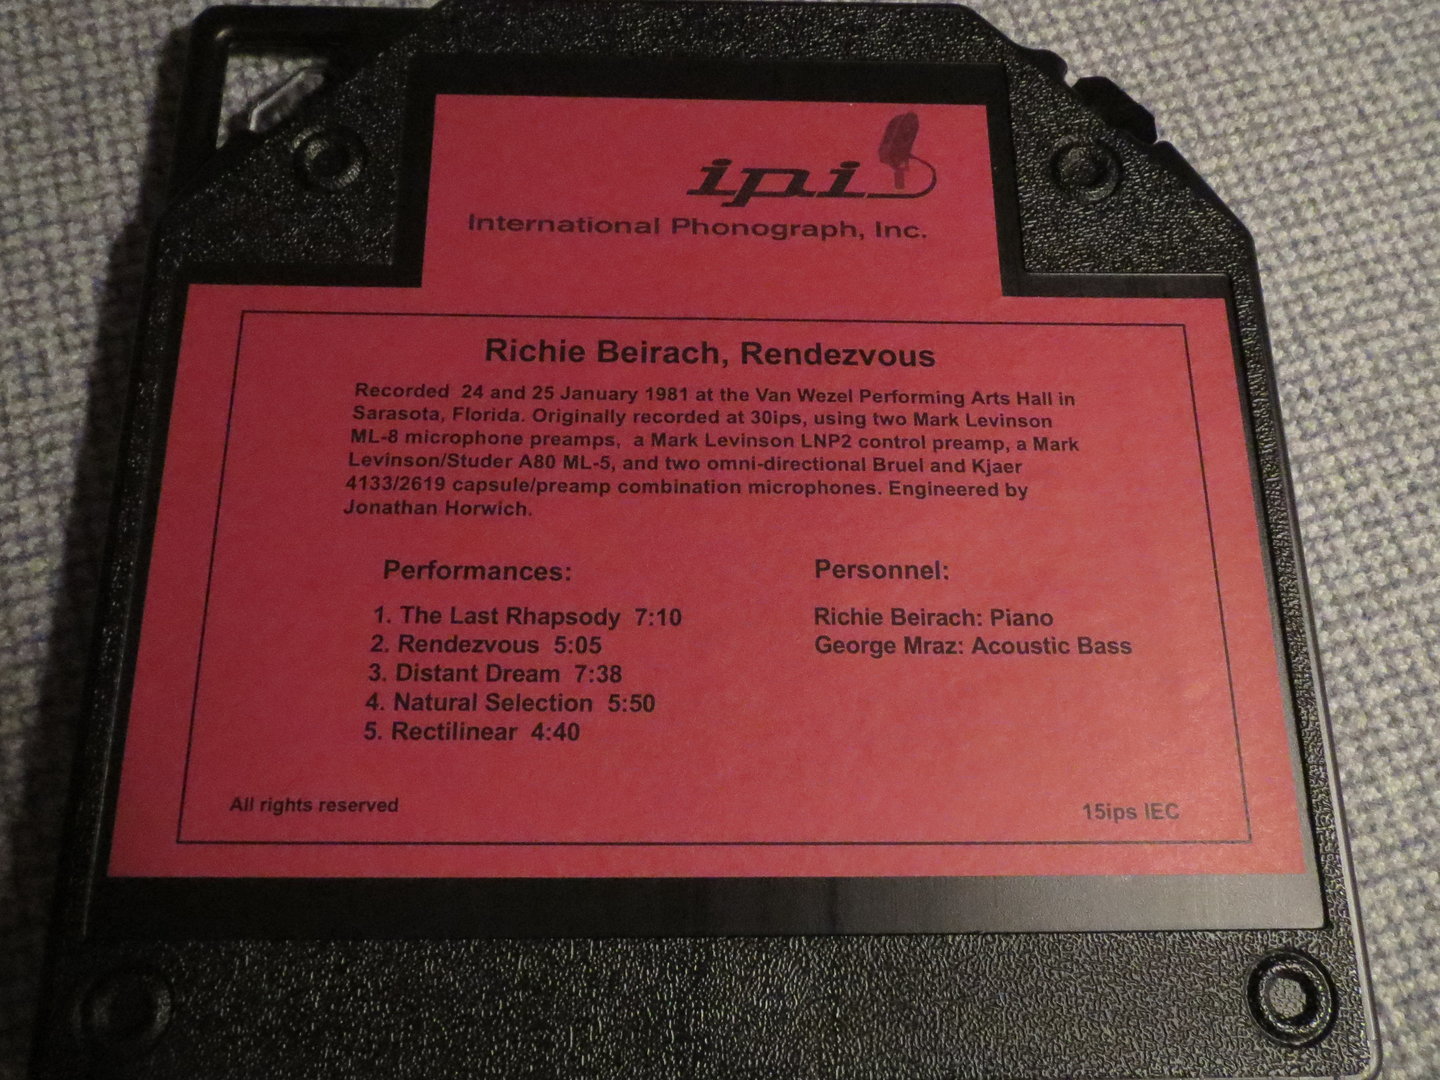 ipi
International Phonograph, Inc.
Richie Beirach, Rendezvous
Recorded 24 and 25 January 1981 at the Van Wezel Performing Arts Hall in
Sarasota, Florida. Originally recorded at 30ips, using two Mark Levinson
ML-8 microphone preamps, a Mark Levinson LNP2 control preamp, a Mark
Levinson/Studer A80 ML-5, and two omni-directional Bruel and Kjaer
4133/2619 capsule/preamp combination microphones. Engineered by
Jonathan Horwich.
Performances:
1. The Last Rhapsody 7:10
2. Rendezvous 5:05
3. Distant Dream 7:38
4. Natural Selection 5:50
5. Rectilinear 4:40
Personnel:
Richie Beirach: Piano
George Mraz: Acoustic Bass
All rights reserved
15ips IEC